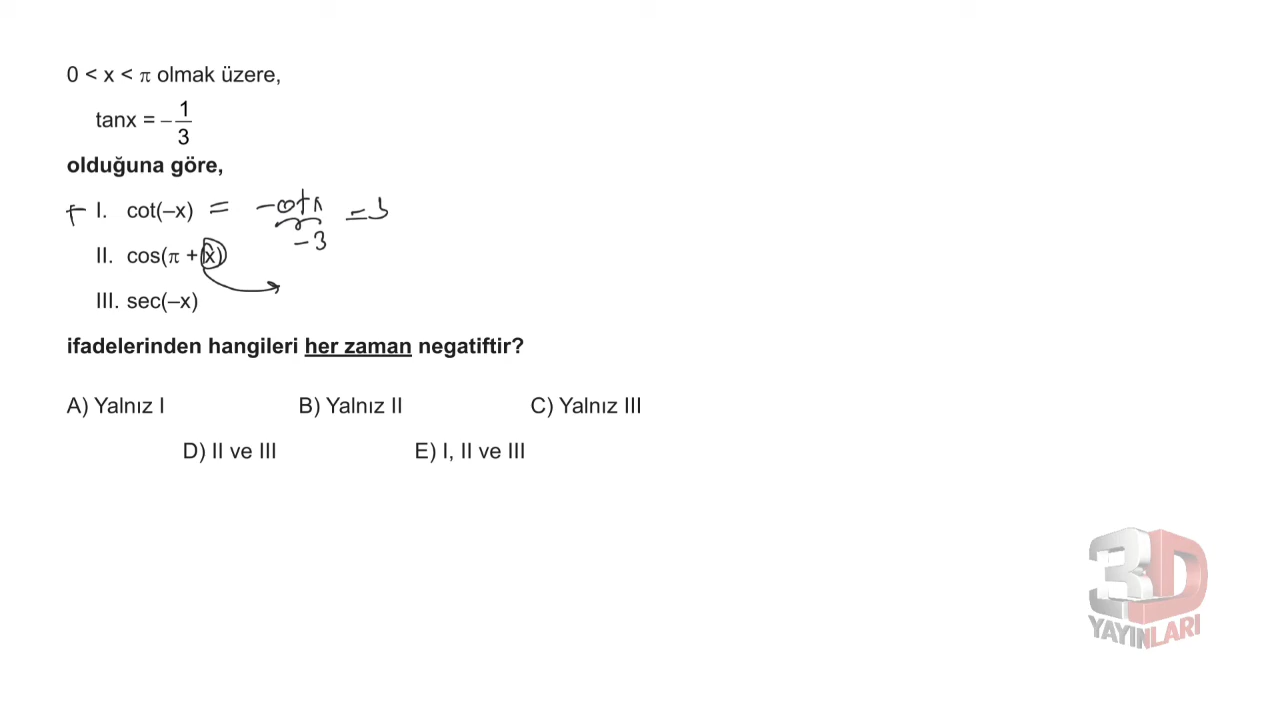 0 < x < π olmak üzere,
tanx = −1/3
olduğuna göre,
+ I. cot(−x) = −cotx = 3
−3
II. cos(π + x)
III. sec(−x)
ifadelerinden hangileri her zaman negatiftir?
A) Yalnız I B) Yalnız II C) Yalnız III
D) II ve III E) I, II ve III
3D
YAYINLARI